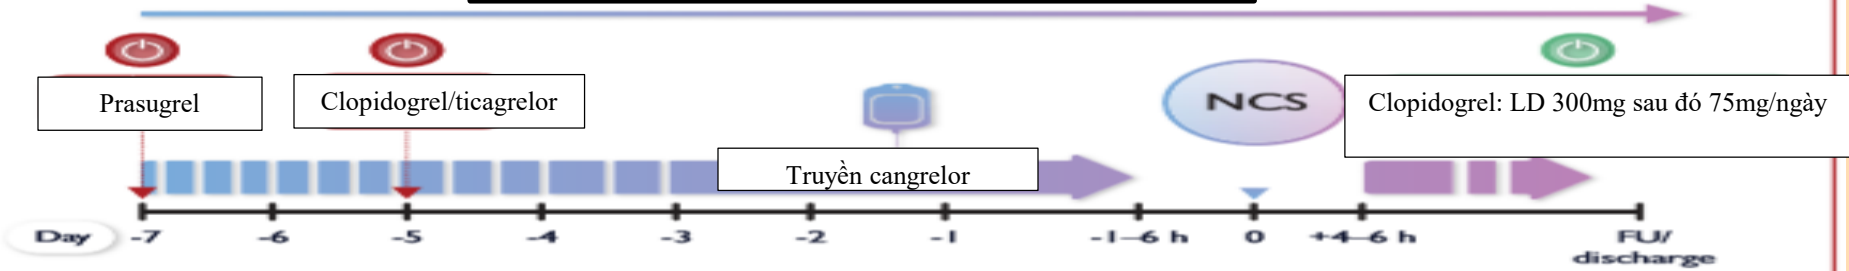 Prasugrel
Clopidogrel/ticagrelor
NCS
Clopidogrel: LD 300mg sau đó 75mg/ngày
Truyền cangrelor
Day -7 -6 -5 -4 -3 -2 -1 -1–6 h 0 +4–6 h FU/
discharge